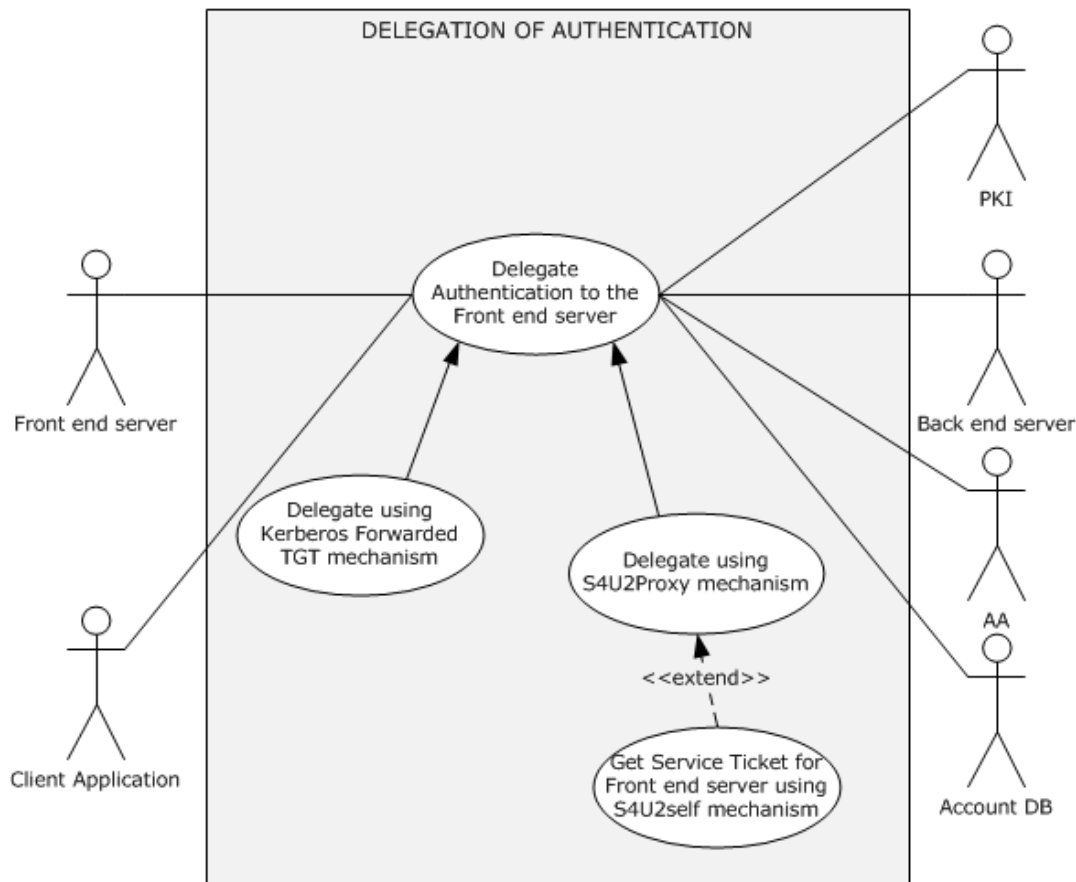 DELEGATION OF AUTHENTICATION
PKI
Delegate
Authentication to the
Front end server
Front end server
Back end server
Delegate using
Kerberos Forwarded
TGT mechanism
Delegate using
S4U2Proxy mechanism
AA
<<extend>>
Client Application
Get Service Ticket for
Front end server using
S4U2self mechanism
Account DB